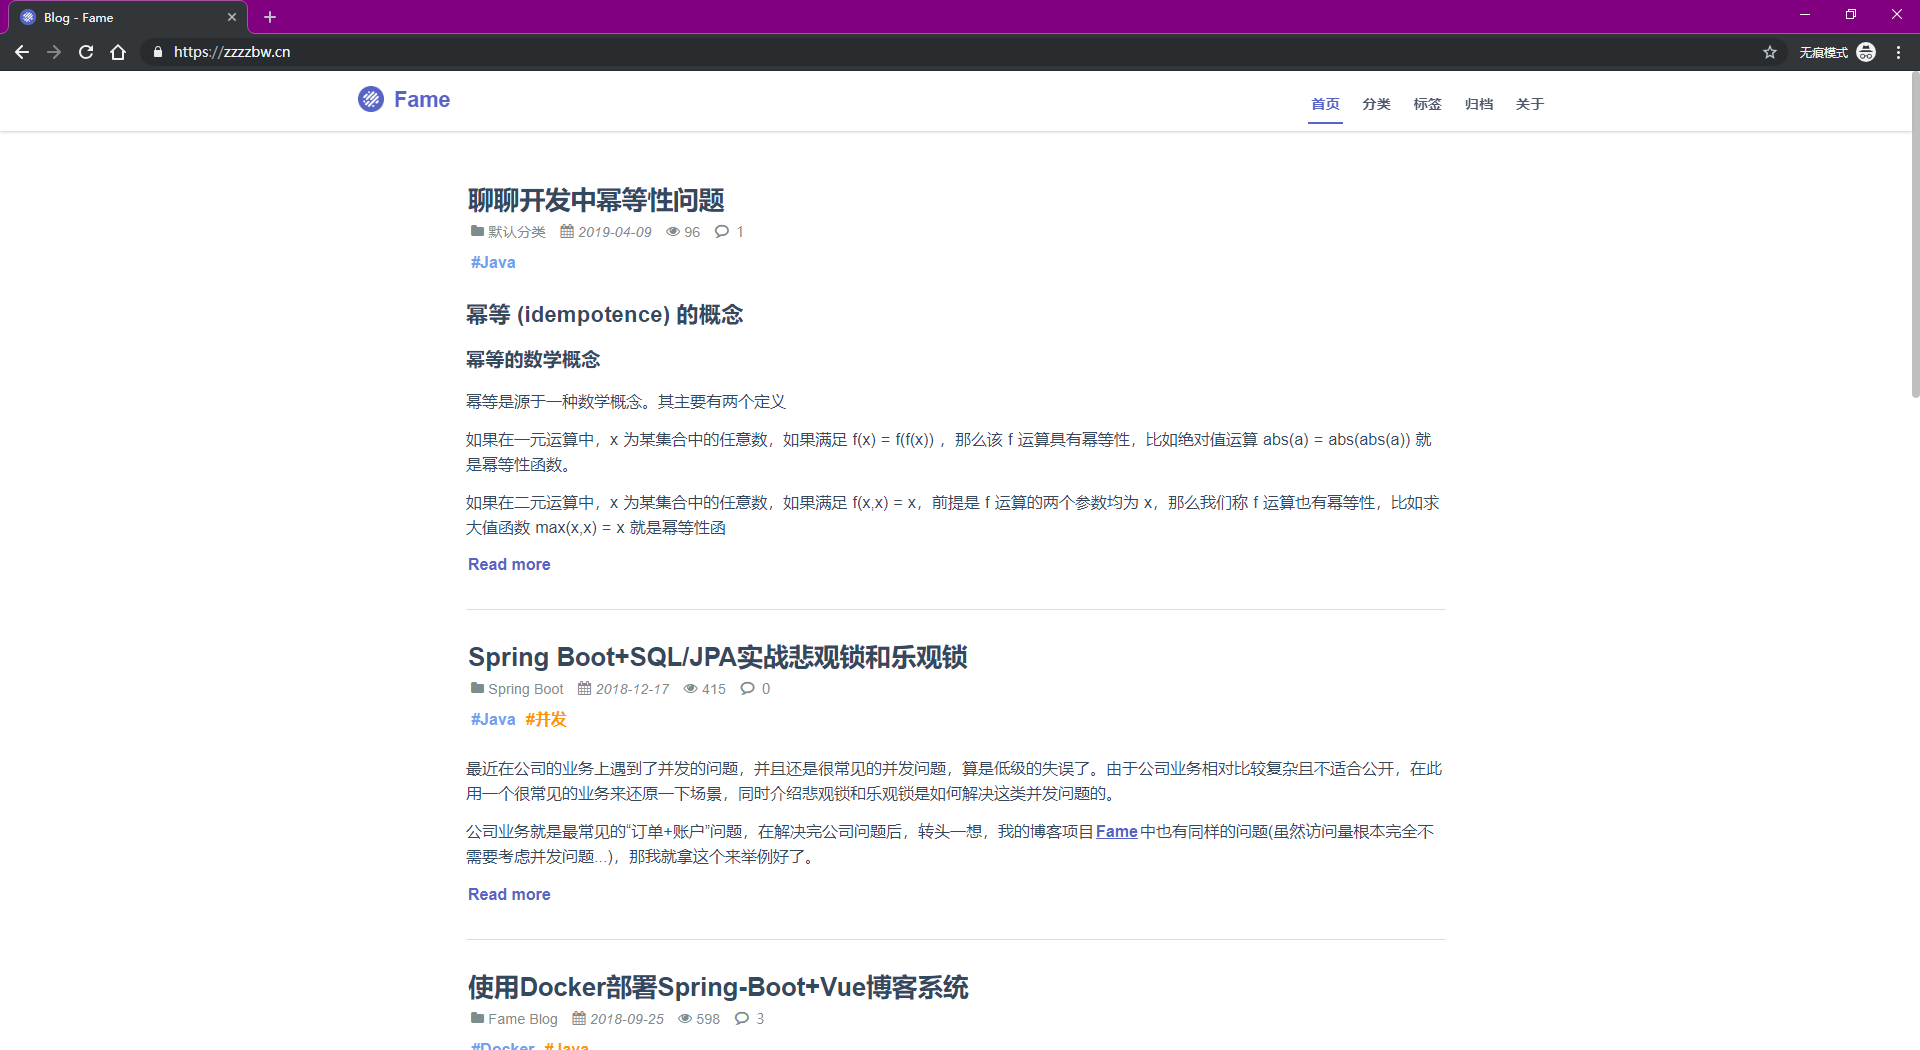 Blog - Fame
https://zzzzbw.cn
无痕模式
Fame
首页 分类 标签 归档 关于
聊聊开发中幂等性问题
默认分类 2019-04-09 96 1
#Java
幂等 (idempotence) 的概念
幂等的数学概念
幂等是源于一种数学概念。其主要有两个定义
如果在一元运算中，x 为某集合中的任意数，如果满足 f(x) = f(f(x)) ，那么该 f 运算具有幂等性，比如绝对值运算 abs(a) = abs(abs(a)) 就
是幂等性函数。
如果在二元运算中，x 为某集合中的任意数，如果满足 f(x,x) = x，前提是 f 运算的两个参数均为 x，那么我们称 f 运算也有幂等性，比如求
大值函数 max(x,x) = x 就是幂等性函
Read more
Spring Boot+SQL/JPA实战悲观锁和乐观锁
Spring Boot 2018-12-17 415 0
#Java #并发
最近在公司的业务上遇到了并发的问题，并且还是很常见的并发问题，算是低级的失误了。由于公司业务相对比较复杂且不适合公开，在此
用一个很常见的业务来还原一下场景，同时介绍悲观锁和乐观锁是如何解决这类并发问题的。
公司业务就是最常见的“订单+账户”问题，在解决完公司问题后，转头一想，我的博客项目Fame中也有同样的问题(虽然访问量根本完全不
需要考虑并发问题...)，那我就拿这个来举例好了。
Read more
使用Docker部署Spring-Boot+Vue博客系统
Fame Blog 2018-09-25 598 3
#Docker #Java